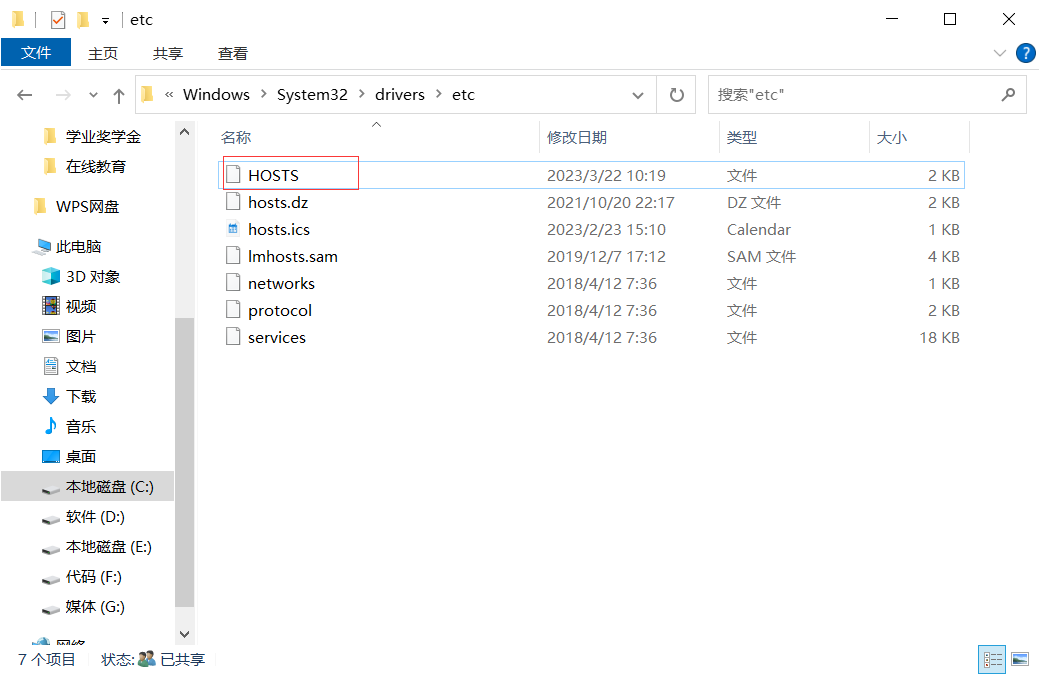 etc
文件 主页 共享 查看
« Windows › System32 › drivers › etc 搜索"etc"
学业奖学金
在线教育
WPS网盘
此电脑
3D 对象
视频
图片
文档
下载
音乐
桌面
本地磁盘 (C:)
软件 (D:)
本地磁盘 (E:)
代码 (F:)
媒体 (G:)
网络
名称 修改日期 类型 大小
HOSTS 2023/3/22 10:19 文件 2 KB
hosts.dz 2021/10/20 22:17 DZ 文件 2 KB
hosts.ics 2023/2/23 15:10 Calendar 1 KB
lmhosts.sam 2019/12/7 17:12 SAM 文件 4 KB
networks 2018/4/12 7:36 文件 1 KB
protocol 2018/4/12 7:36 文件 2 KB
services 2018/4/12 7:36 文件 18 KB
7 个项目 状态: 已共享